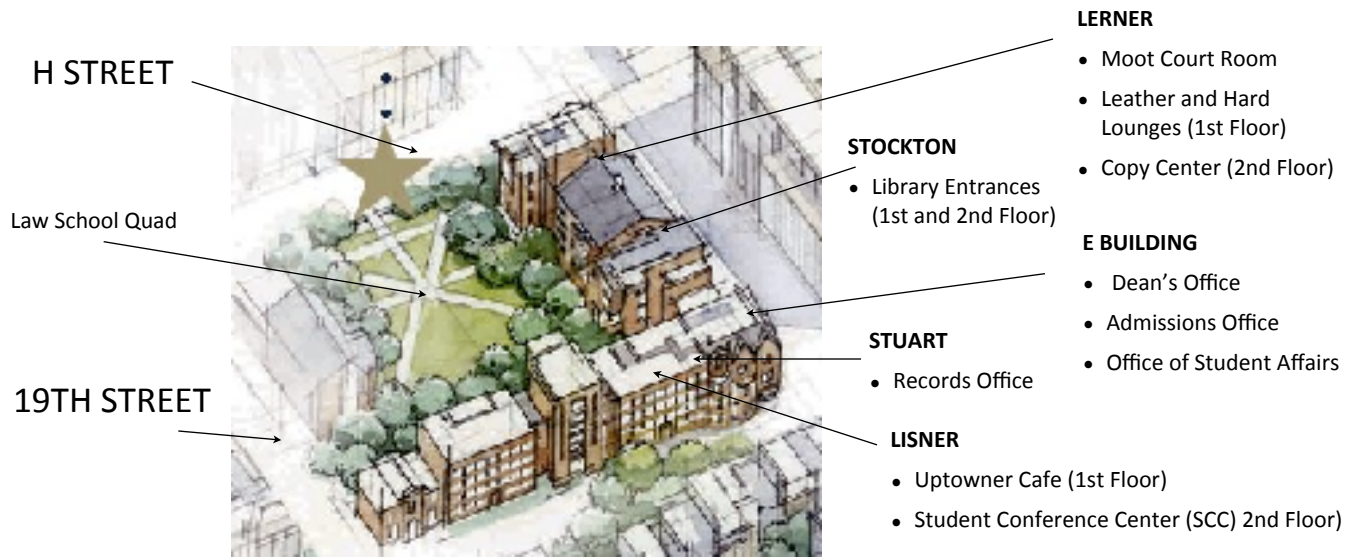 H STREET
Law School Quad
19TH STREET
LERNER
• Moot Court Room
• Leather and Hard
Lounges (1st Floor)
• Copy Center (2nd Floor)
STOCKTON
• Library Entrances
(1st and 2nd Floor)
E BUILDING
• Dean’s Office
• Admissions Office
• Office of Student Affairs
STUART
• Records Office
LISNER
• Uptowner Cafe (1st Floor)
• Student Conference Center (SCC) 2nd Floor)